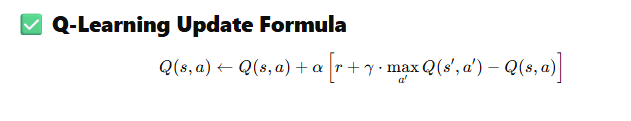 ✅ Q-Learning Update Formula
Q(s, a) ← Q(s, a) + α [r + γ · max_{a′} Q(s′, a′) − Q(s, a)]